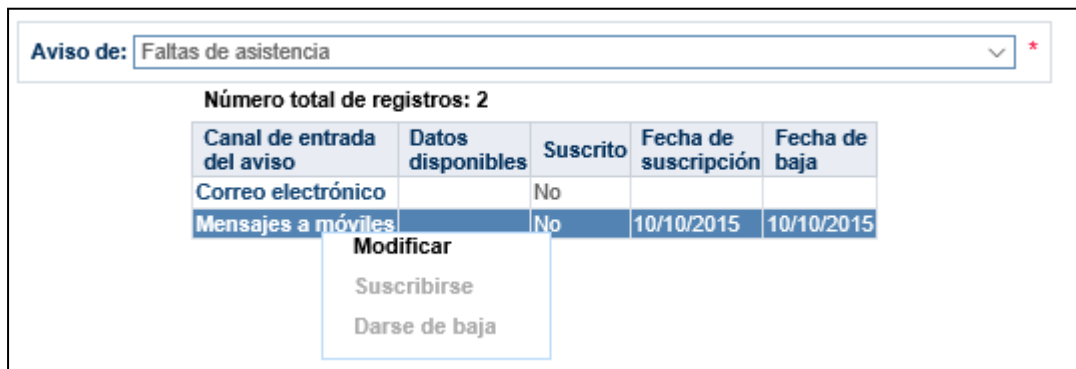 Aviso de: Faltas de asistencia *
Número total de registros: 2
Canal de entrada del aviso Datos disponibles Suscrito Fecha de suscripción Fecha de baja
Correo electrónico No
Mensajes a móviles No 10/10/2015 10/10/2015
Modificar
Suscribirse
Darse de baja